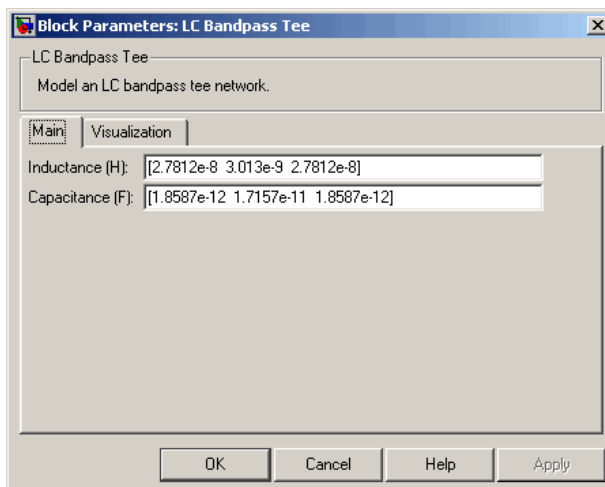 Block Parameters: LC Bandpass Tee
LC Bandpass Tee
Model an LC bandpass tee network.
Main Visualization
Inductance (H): [2.7812e-8 3.013e-9 2.7812e-8]
Capacitance (F): [1.8587e-12 1.7157e-11 1.8587e-12]
OK Cancel Help Apply